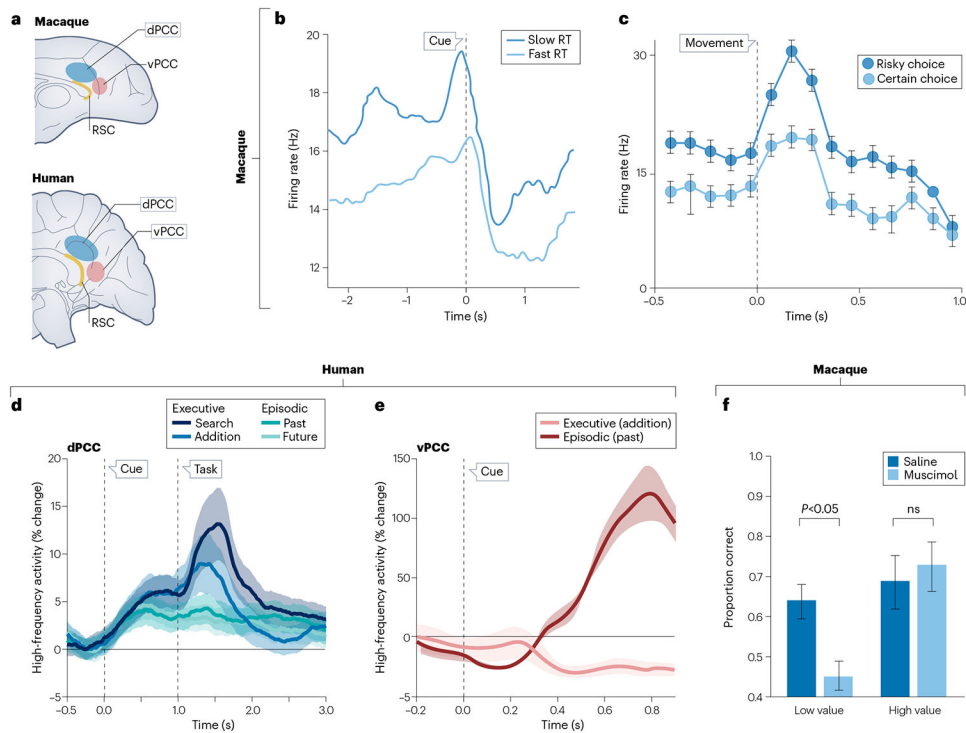 a
Macaque
dPCC
vPCC
RSC
Human
dPCC
vPCC
RSC
Macaque
b
Cue
Slow RT
Fast RT
Firing rate (Hz)
20
18
16
14
12
−2
−1
0
1
Time (s)
c
Movement
Risky choice
Certain choice
Firing rate (Hz)
30
15
0
−0.5
0.0
0.5
1.0
Time (s)
Human
d
Executive
Search
Addition
Episodic
Past
Future
dPCC
Cue
Task
High-frequency activity (% change)
20
15
10
5
0
−5
−0.5
0.0
1.0
2.0
3.0
Time (s)
e
Executive (addition)
Episodic (past)
vPCC
Cue
High-frequency activity (% change)
150
100
50
0
−5
−0.2
0.0
0.2
0.4
0.6
0.8
Time (s)
Macaque
f
Saline
Muscimol
P<0.05
ns
Proportion correct
1.0
0.9
0.8
0.7
0.6
0.5
0.4
Low value
High value